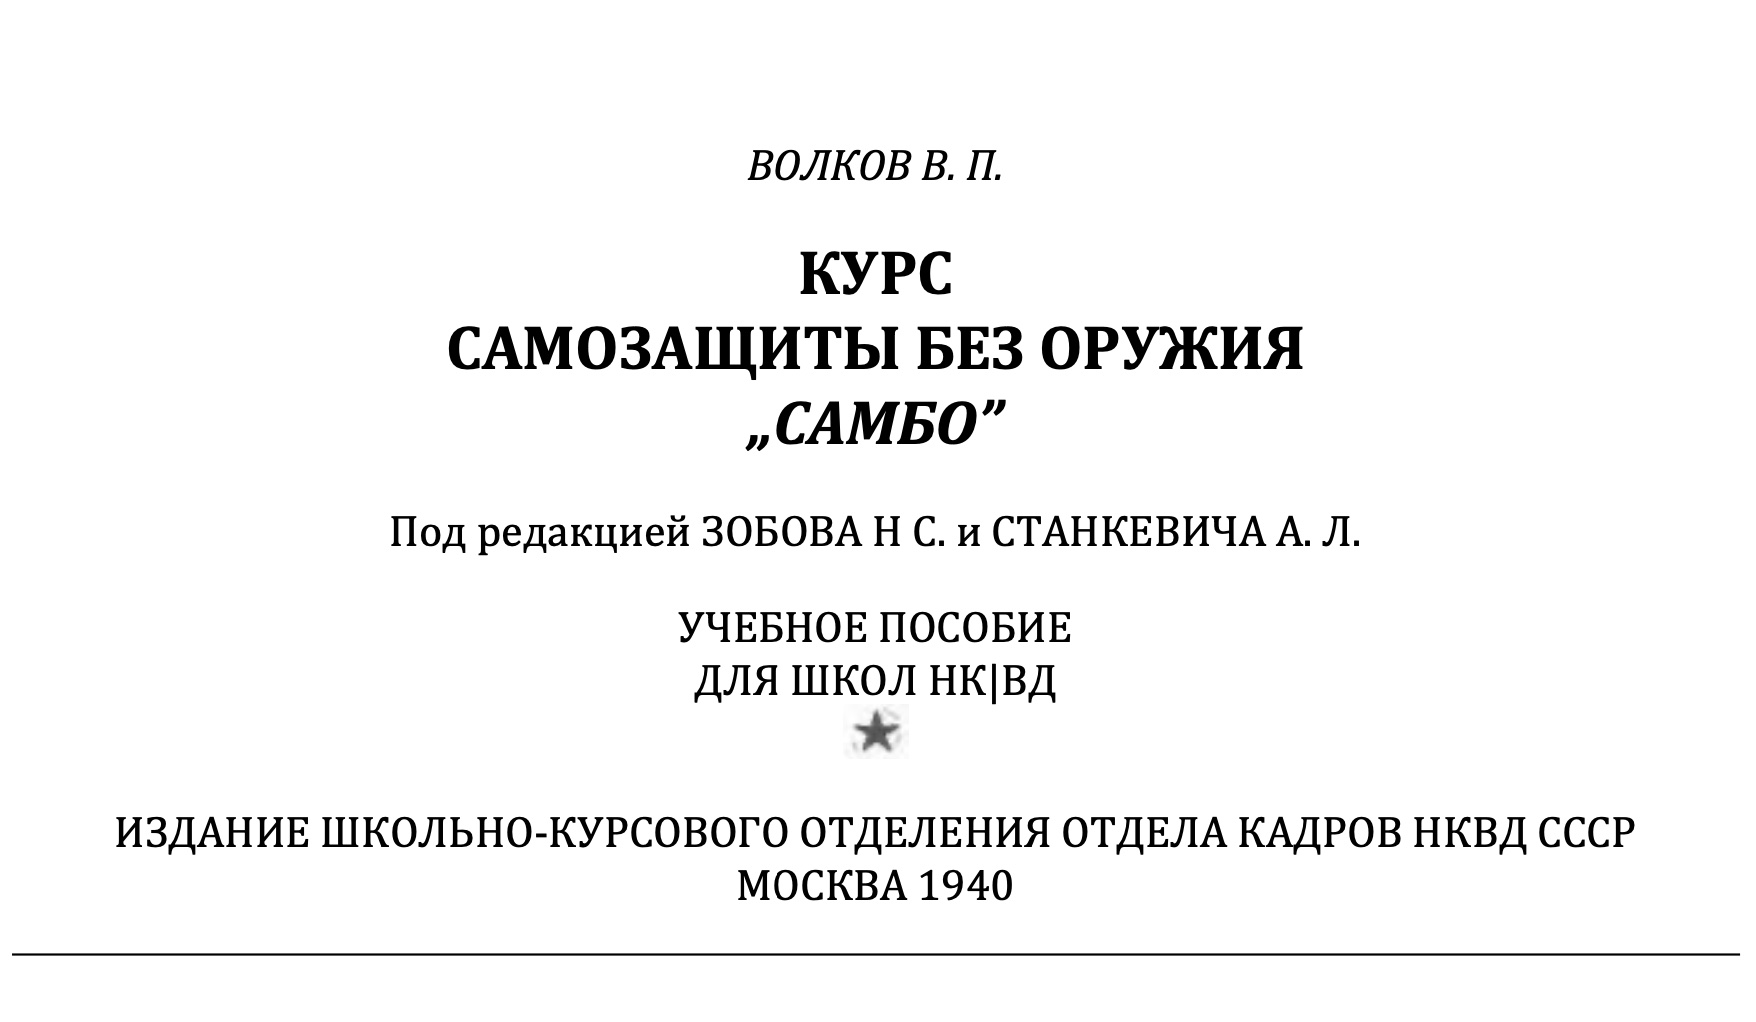 ВОЛКОВ В. П.
КУРС
САМОЗАЩИТЫ БЕЗ ОРУЖИЯ
„САМБО”
Под редакцией ЗОБОВА Н С. и СТАНКЕВИЧА А. Л.
УЧЕБНОЕ ПОСОБИЕ
ДЛЯ ШКОЛ НК|ВД
ИЗДАНИЕ ШКОЛЬНО-КУРСОВОГО ОТДЕЛЕНИЯ ОТДЕЛА КАДРОВ НКВД СССР
МОСКВА 1940